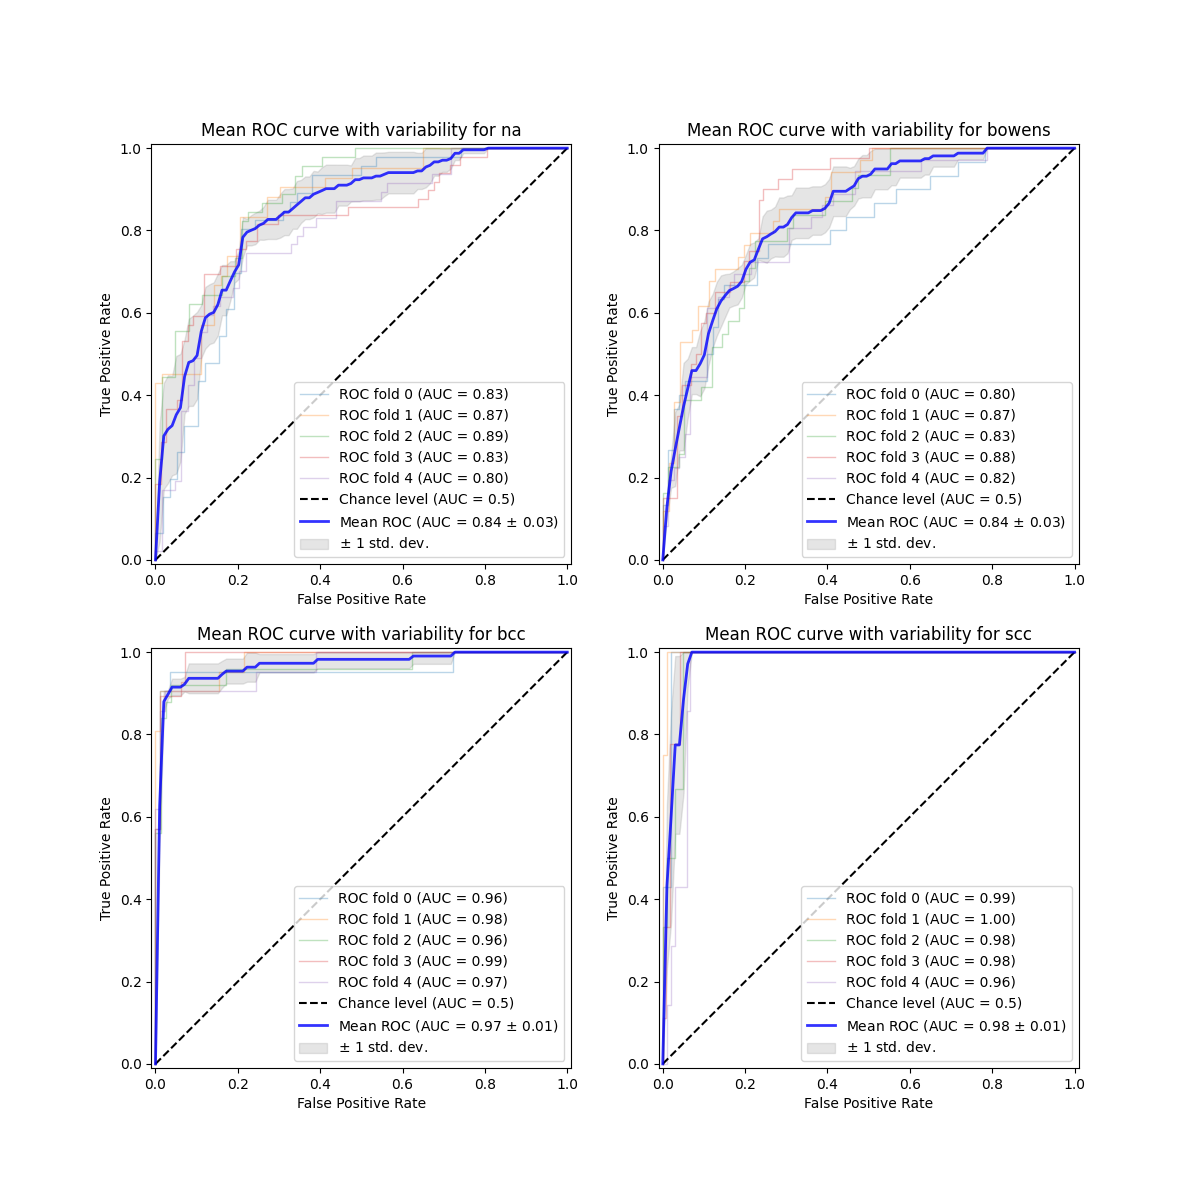 Mean ROC curve with variability for na
1.0
0.8
0.6
0.4
0.2
0.0
True Positive Rate
ROC fold 0 (AUC = 0.83)
ROC fold 1 (AUC = 0.87)
ROC fold 2 (AUC = 0.89)
ROC fold 3 (AUC = 0.83)
ROC fold 4 (AUC = 0.80)
Chance level (AUC = 0.5)
Mean ROC (AUC = 0.84 ± 0.03)
± 1 std. dev.
0.0 0.2 0.4 0.6 0.8 1.0
False Positive Rate
Mean ROC curve with variability for bowens
1.0
0.8
0.6
0.4
0.2
0.0
True Positive Rate
ROC fold 0 (AUC = 0.80)
ROC fold 1 (AUC = 0.87)
ROC fold 2 (AUC = 0.83)
ROC fold 3 (AUC = 0.88)
ROC fold 4 (AUC = 0.82)
Chance level (AUC = 0.5)
Mean ROC (AUC = 0.84 ± 0.03)
± 1 std. dev.
0.0 0.2 0.4 0.6 0.8 1.0
False Positive Rate
Mean ROC curve with variability for bcc
1.0
0.8
0.6
0.4
0.2
0.0
True Positive Rate
ROC fold 0 (AUC = 0.96)
ROC fold 1 (AUC = 0.98)
ROC fold 2 (AUC = 0.96)
ROC fold 3 (AUC = 0.99)
ROC fold 4 (AUC = 0.97)
Chance level (AUC = 0.5)
Mean ROC (AUC = 0.97 ± 0.01)
± 1 std. dev.
0.0 0.2 0.4 0.6 0.8 1.0
False Positive Rate
Mean ROC curve with variability for scc
1.0
0.8
0.6
0.4
0.2
0.0
True Positive Rate
ROC fold 0 (AUC = 0.99)
ROC fold 1 (AUC = 1.00)
ROC fold 2 (AUC = 0.98)
ROC fold 3 (AUC = 0.98)
ROC fold 4 (AUC = 0.96)
Chance level (AUC = 0.5)
Mean ROC (AUC = 0.98 ± 0.01)
± 1 std. dev.
0.0 0.2 0.4 0.6 0.8 1.0
False Positive Rate